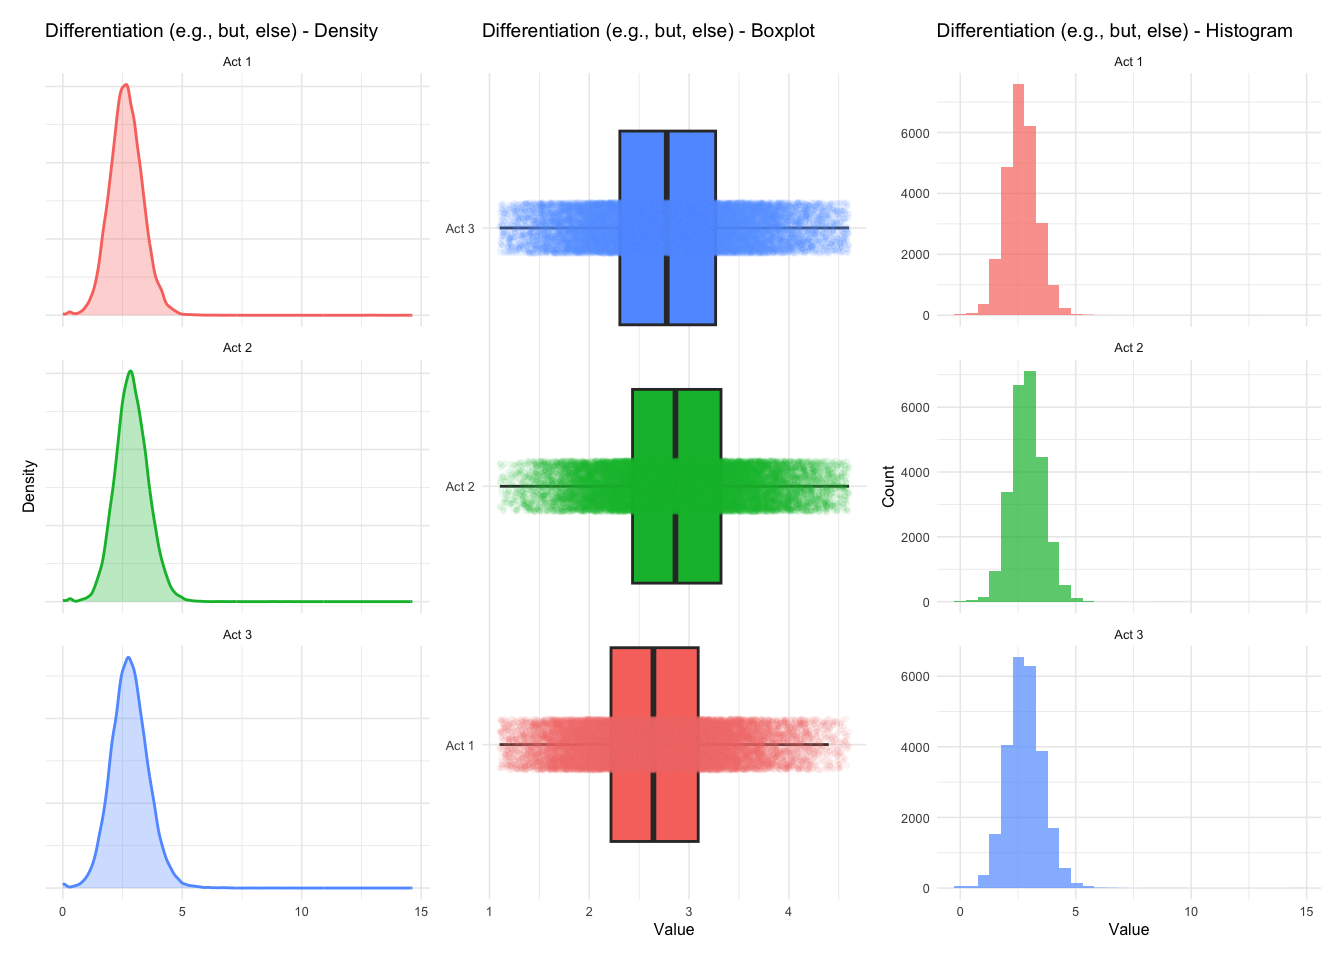 Differentiation (e.g., but, else) - Density
Act 1
Act 2
Act 3
Density
0 5 10 15
Differentiation (e.g., but, else) - Boxplot
Act 3
Act 2
Act 1
1 2 3 4
Value
Differentiation (e.g., but, else) - Histogram
Act 1
6000
4000
2000
0
Act 2
6000
4000
2000
0
Act 3
6000
4000
2000
0
Count
0 5 10 15
Value